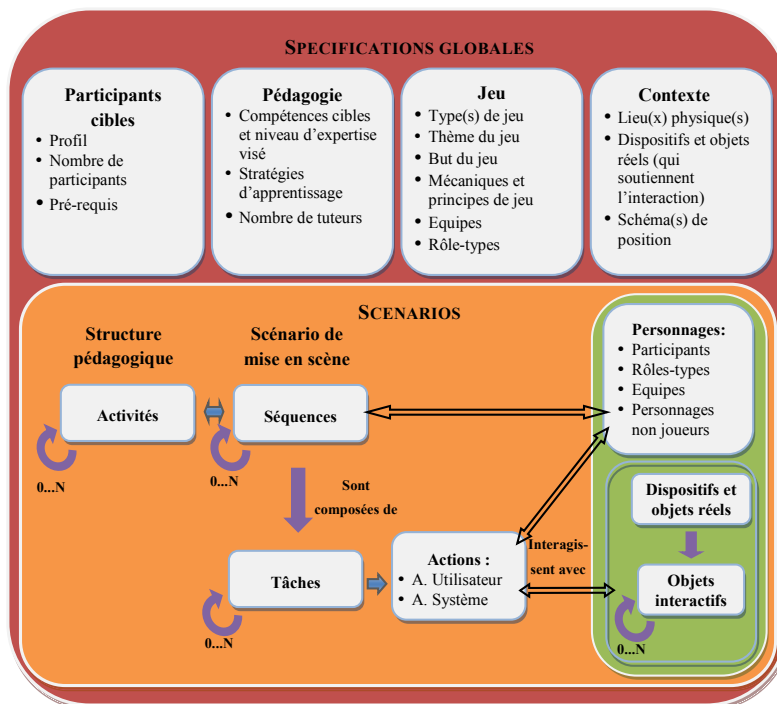 SPECIFICATIONS GLOBALES
Participants
cibles
• Profil
• Nombre de
participants
• Pré-requis
Pédagogie
• Compétences cibles
et niveau d’expertise
visé
• Stratégies
d’apprentissage
• Nombre de tuteurs
Jeu
• Type(s) de jeu
• Thème du jeu
• But du jeu
• Mécaniques et
principes de jeu
• Equipes
• Rôle-types
Contexte
• Lieu(x) physique(s)
• Dispositifs et objets
réels (qui
soutiennent
l’interaction)
• Schéma(s) de
position
SCENARIOS
Structure
pédagogique
Scénario de
mise en scène
Activités
0...N
Séquences
0...N
Sont
composées de
Tâches
0...N
Actions :
• A. Utilisateur
• A. Système
Interagis-
sent avec
Personnages:
• Participants
• Rôles-types
• Equipes
• Personnages
non joueurs
Dispositifs et
objets réels
Objets
interactifs
0...N